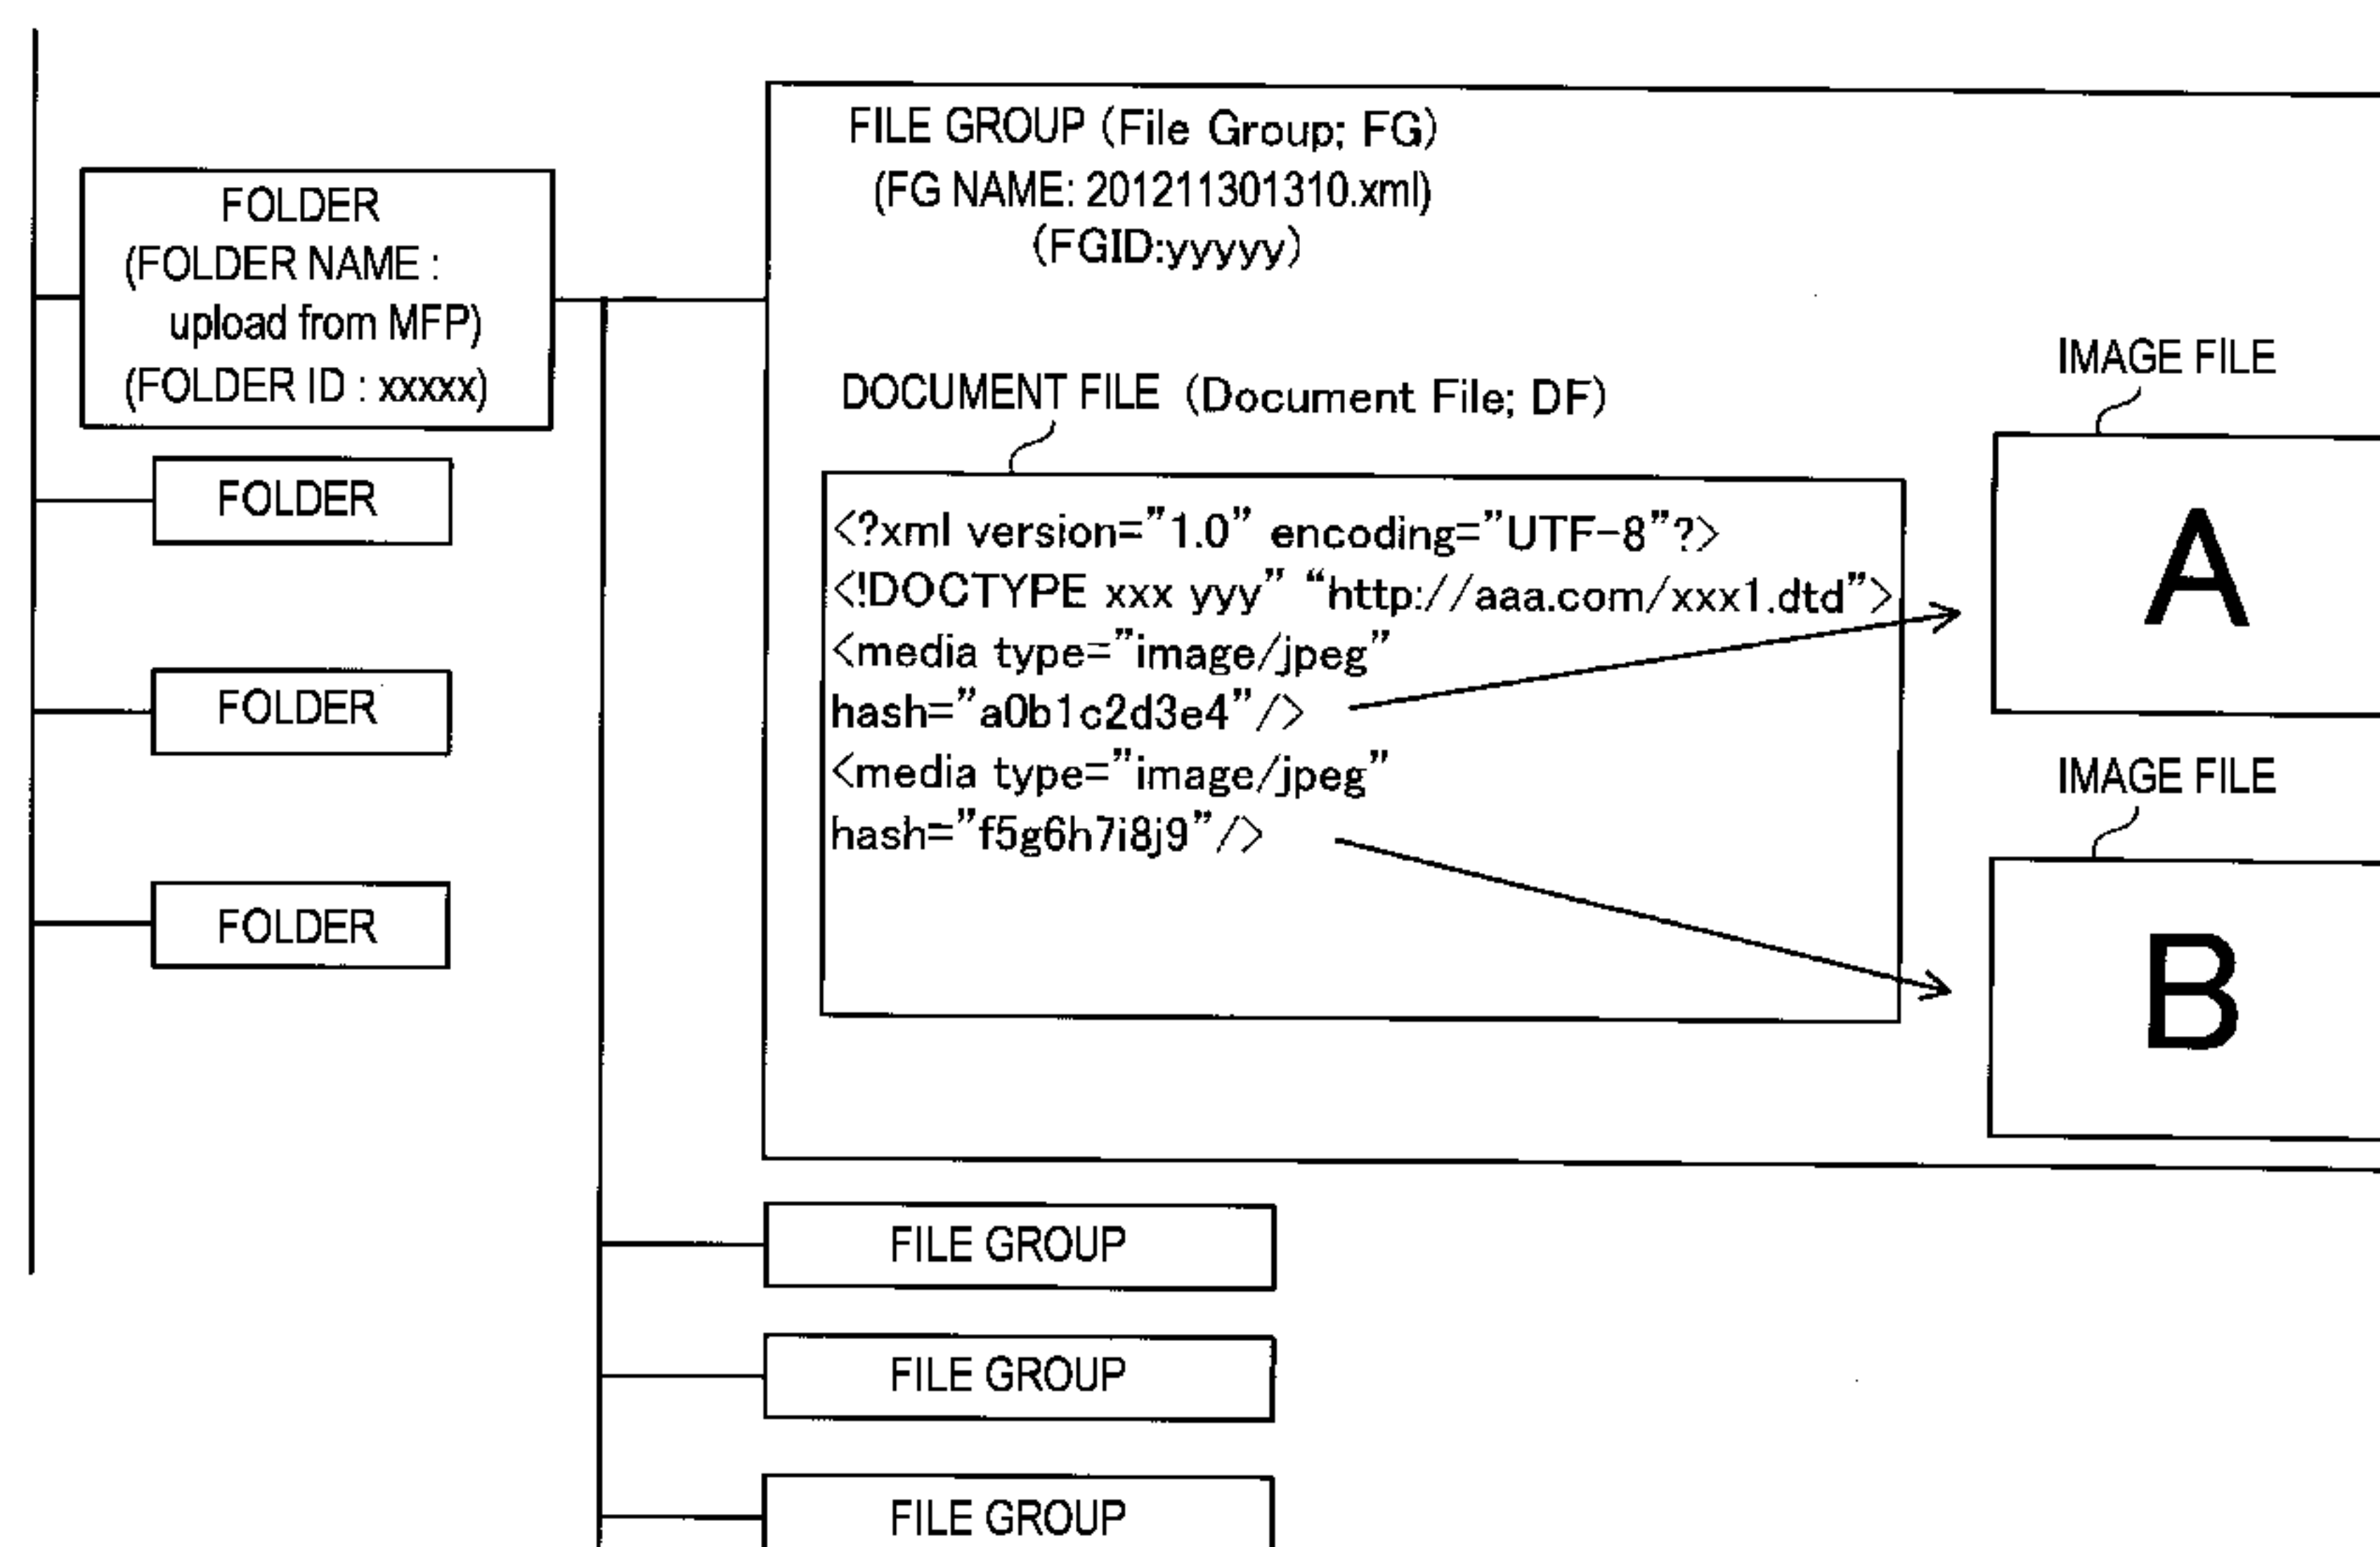 FOLDER
(FOLDER NAME :
upload from MFP)
(FOLDER ID : xxxxx)
FOLDER
FOLDER
FOLDER
FILE GROUP (File Group; FG)
(FG NAME: 201211301310.xml)
(FGID:yyyyy)
DOCUMENT FILE (Document File; DF)
<?xml version=”1.0” encoding=”UTF-8”?>
<!DOCTYPE xxx yyy” “http://aaa.com/xxx1.dtd”>
<media type=”image/jpeg”
hash=”a0b1c2d3e4”/>
<media type=”image/jpeg”
hash=”f5g6h7i8j9”/>
IMAGE FILE
A
IMAGE FILE
B
FILE GROUP
FILE GROUP
FILE GROUP